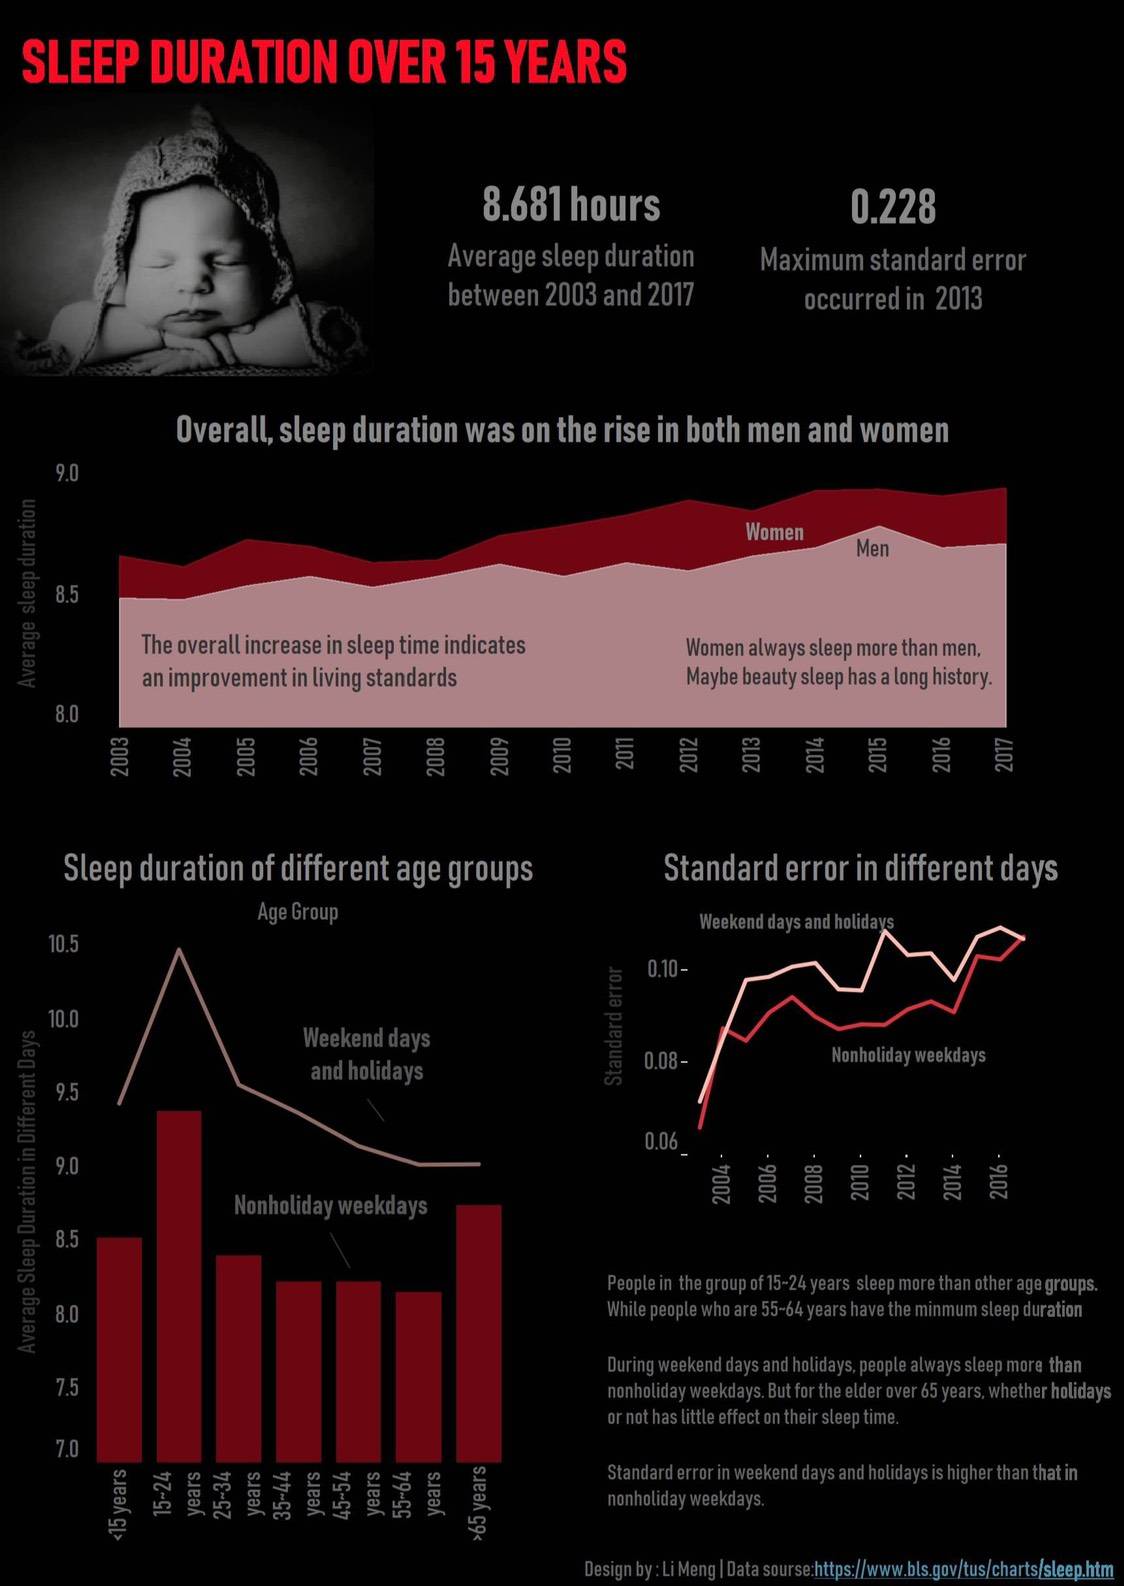 SLEEP DURATION OVER 15 YEARS
8.681 hours
Average sleep duration
between 2003 and 2017
0.228
Maximum standard error
occurred in 2013
Overall, sleep duration was on the rise in both men and women
Average sleep duration
9.0
8.5
8.0
Women
Men
The overall increase in sleep time indicates
an improvement in living standards
Women always sleep more than men,
Maybe beauty sleep has a long history.
2003
2004
2005
2006
2007
2008
2009
2010
2011
2012
2013
2014
2015
2016
2017
Sleep duration of different age groups
Age Group
Average Sleep Duration in Different Days
10.5
10.0
9.5
9.0
8.5
8.0
7.5
7.0
Weekend days
and holidays
Nonholiday weekdays
<15 years
15~24
years
25~34
years
35~44
years
45~54
years
55~64
years
>65 years
Standard error in different days
Weekend days and holidays
Standard error
0.10
0.08
0.06
Nonholiday weekdays
2004
2006
2008
2010
2012
2014
2016
People in the group of 15~24 years sleep more than other age groups.
While people who are 55~64 years have the minmum sleep duration
During weekend days and holidays, people always sleep more than
nonholiday weekdays. But for the elder over 65 years, whether holidays
or not has little effect on their sleep time.
Standard error in weekend days and holidays is higher than that in
nonholiday weekdays.
Design by : Li Meng | Data sourse:https://www.bls.gov/tus/charts/sleep.htm